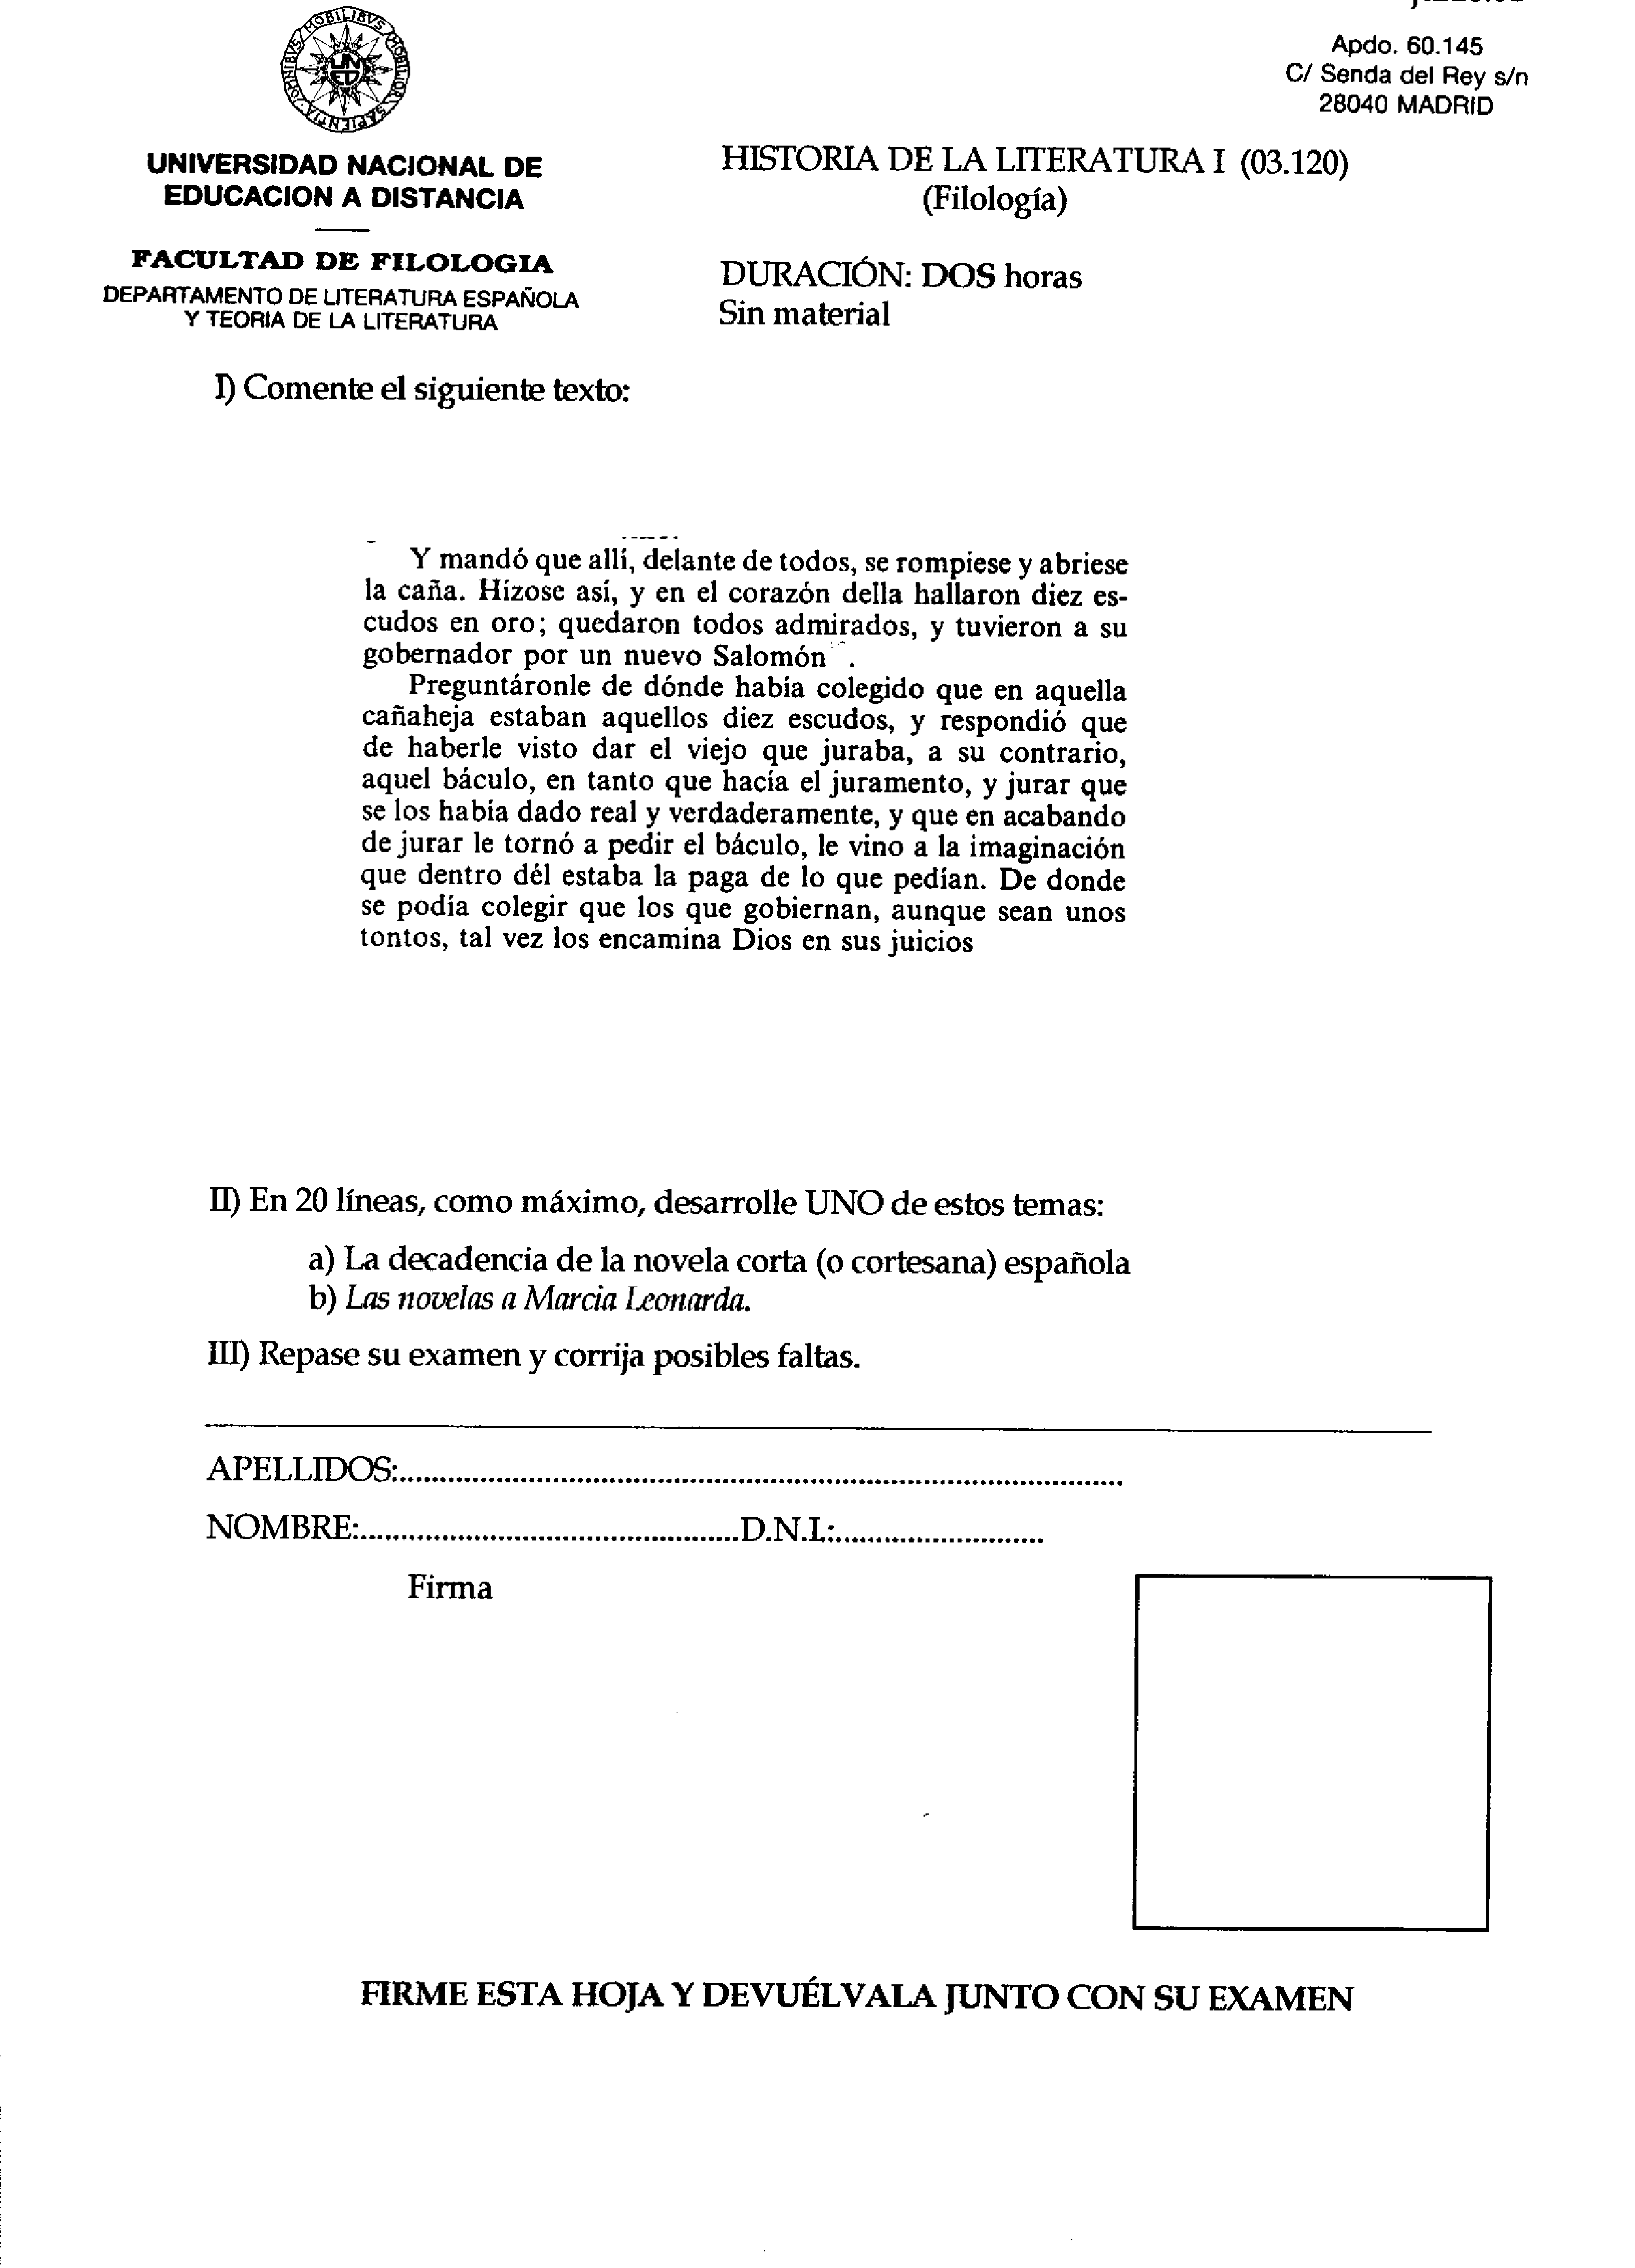 Apdo. 60.145
C/ Senda del Rey s/n
28040 MADRID
OMNIBVS MOBILIBVS MOBILIOR SAPIENTIA
UNED
UNIVERSIDAD NACIONAL DE
EDUCACION A DISTANCIA
FACULTAD DE FILOLOGIA
DEPARTAMENTO DE LITERATURA ESPAÑOLA
Y TEORIA DE LA LITERATURA
HISTORIA DE LA LITERATURA I (03.120)
(Filología)
DURACIÓN: DOS horas
Sin material
I) Comente el siguiente texto:
Y mandó que allí, delante de todos, se rompiese y abriese
la caña. Hízose así, y en el corazón della hallaron diez es-
cudos en oro; quedaron todos admirados, y tuvieron a su
gobernador por un nuevo Salomón .
Preguntáronle de dónde había colegido que en aquella
cañaheja estaban aquellos diez escudos, y respondió que
de haberle visto dar el viejo que juraba, a su contrario,
aquel báculo, en tanto que hacía el juramento, y jurar que
se los había dado real y verdaderamente, y que en acabando
de jurar le tornó a pedir el báculo, le vino a la imaginación
que dentro dél estaba la paga de lo que pedían. De donde
se podía colegir que los que gobiernan, aunque sean unos
tontos, tal vez los encamina Dios en sus juicios
II) En 20 líneas, como máximo, desarrolle UNO de estos temas:
a) La decadencia de la novela corta (o cortesana) española
b) Las novelas a Marcia Leonarda.
III) Repase su examen y corrija posibles faltas.
APELLIDOS:..........................................................................................
NOMBRE:...............................................D.N.I.:..........................
Firma
FIRME ESTA HOJA Y DEVUÉLVALA JUNTO CON SU EXAMEN